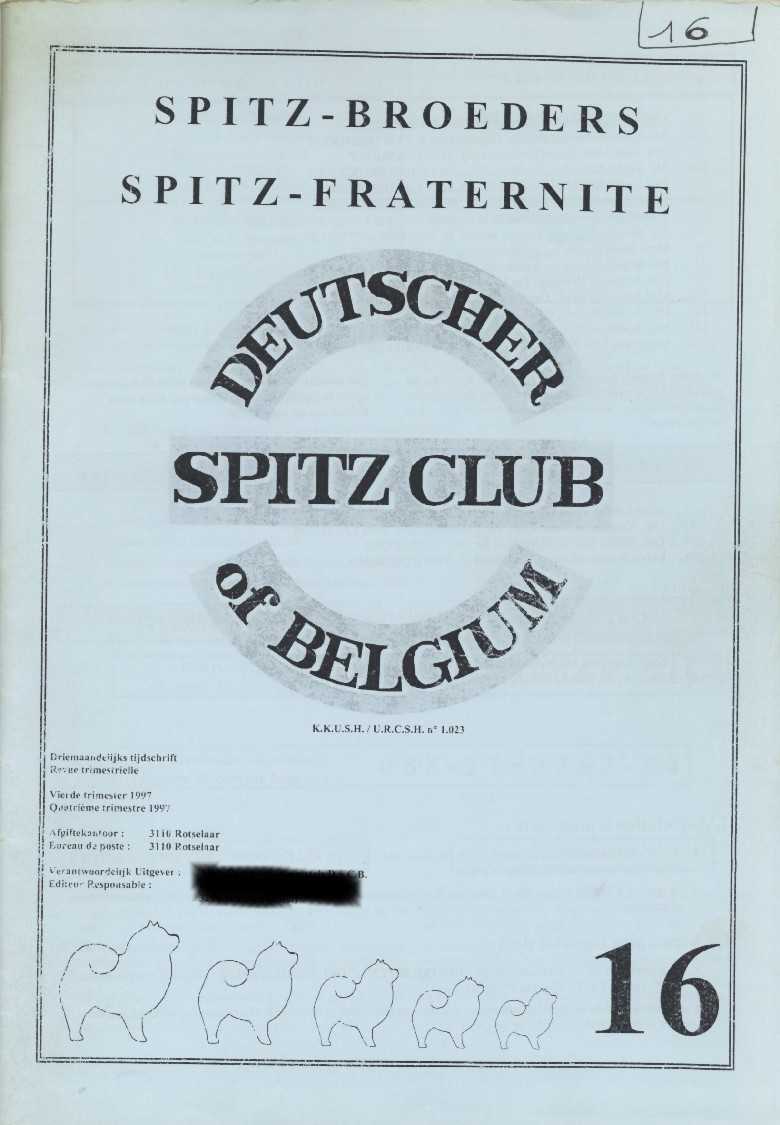 16
SPITZ-BROEDERS
SPITZ-FRATERNITE
DEUTSCHER
SPITZ CLUB
of BELGIUM
K.K.U.S.H. / U.R.C.S.H. n° 1.023
Driemaandelijks tijdschrift
Revue trimestrielle
Vierde trimester 1997
Quatrième trimestre 1997
Afgiftekantoor : 3110 Rotselaar
Bureau de poste : 3110 Rotselaar
Verantwoordelijk Uitgever :
Editeur Responsable :
16